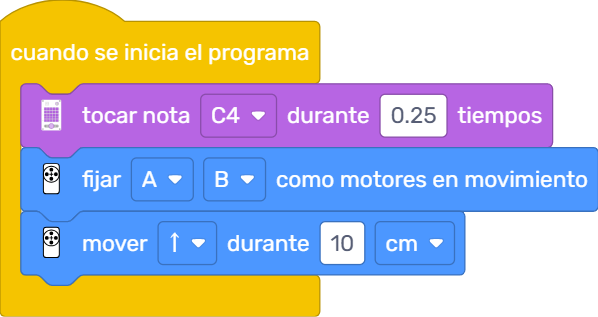 cuando se inicia el programa
tocar nota C4 durante 0.25 tiempos
fijar A B como motores en movimiento
mover ↑ durante 10 cm